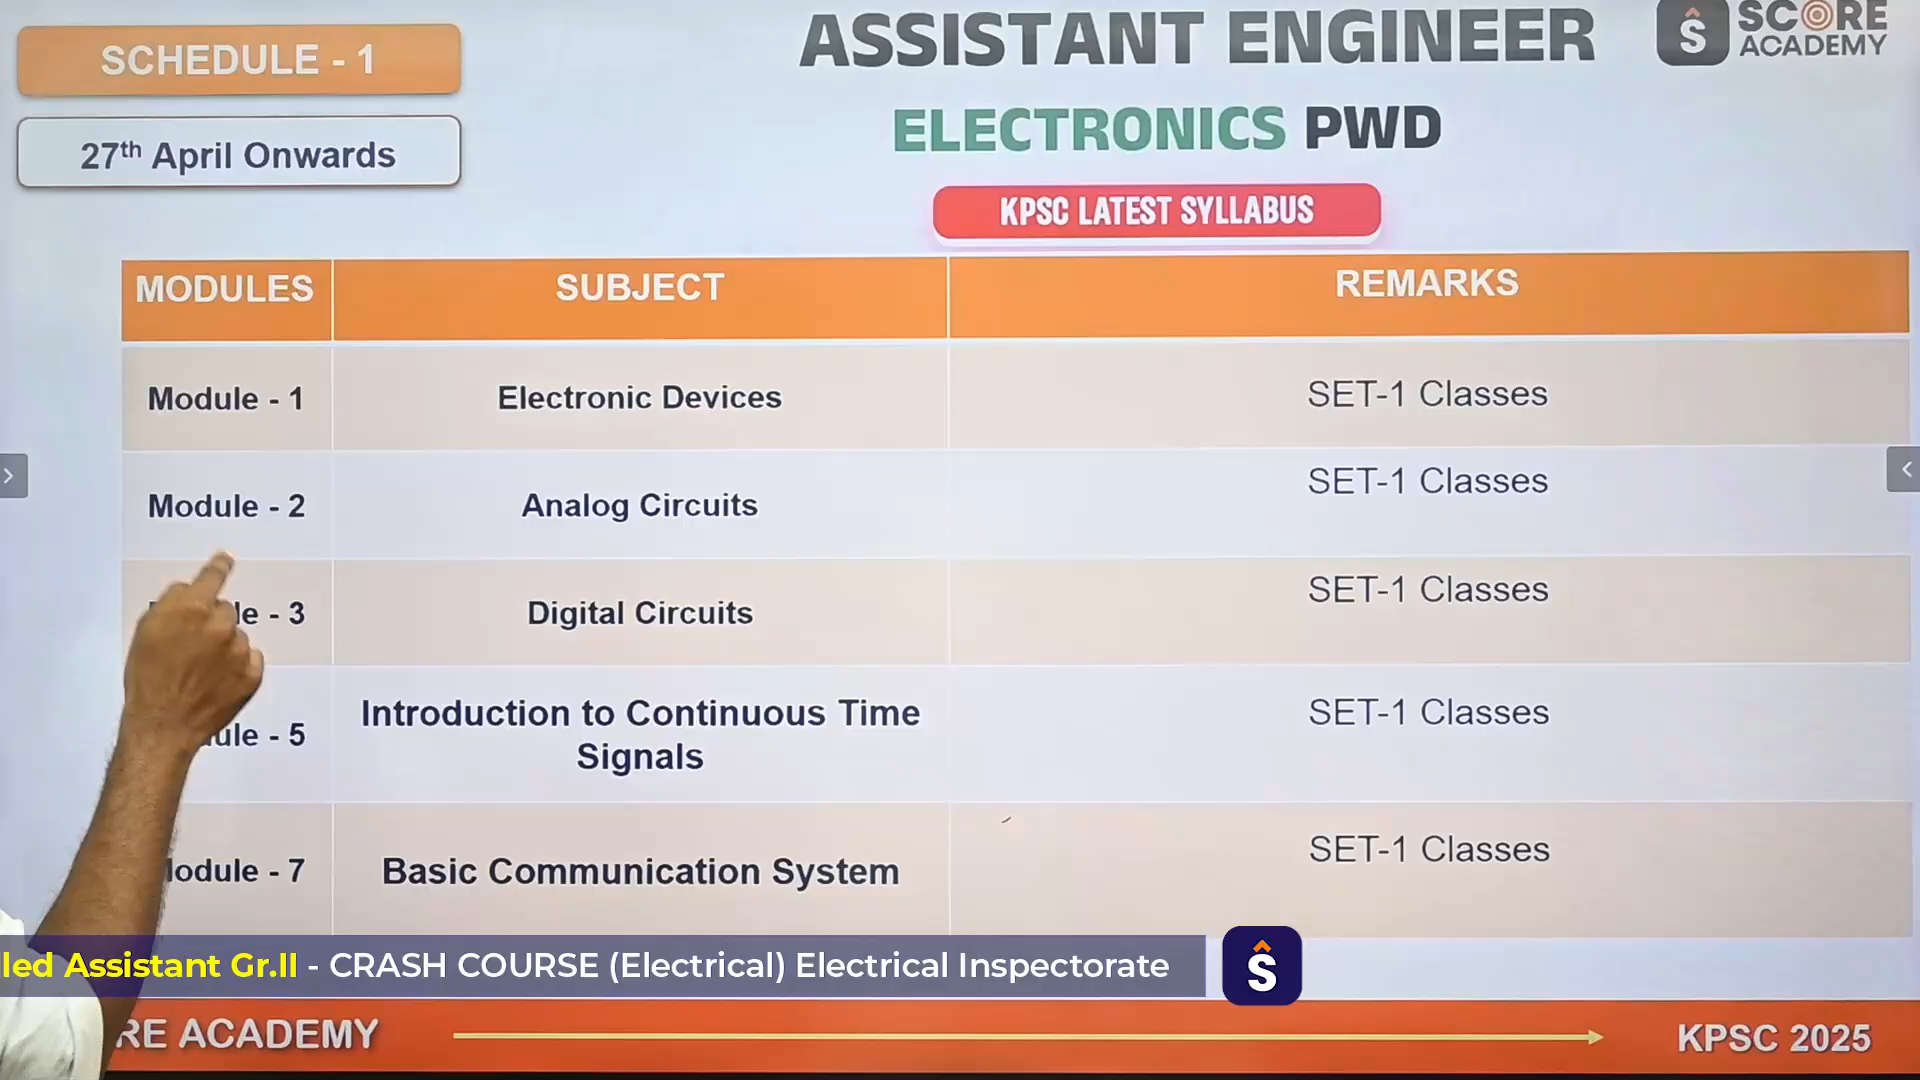 SCHEDULE - 1
27th April Onwards
ASSISTANT ENGINEER
ELECTRONICS PWD
KPSC LATEST SYLLABUS
SCORE
ACADEMY
MODULES SUBJECT REMARKS
Module - 1 Electronic Devices SET-1 Classes
Module - 2 Analog Circuits SET-1 Classes
le - 3 Digital Circuits SET-1 Classes
ule - 5 Introduction to Continuous Time Signals SET-1 Classes
odule - 7 Basic Communication System SET-1 Classes
led Assistant Gr.II - CRASH COURSE (Electrical) Electrical Inspectorate
RE ACADEMY
KPSC 2025